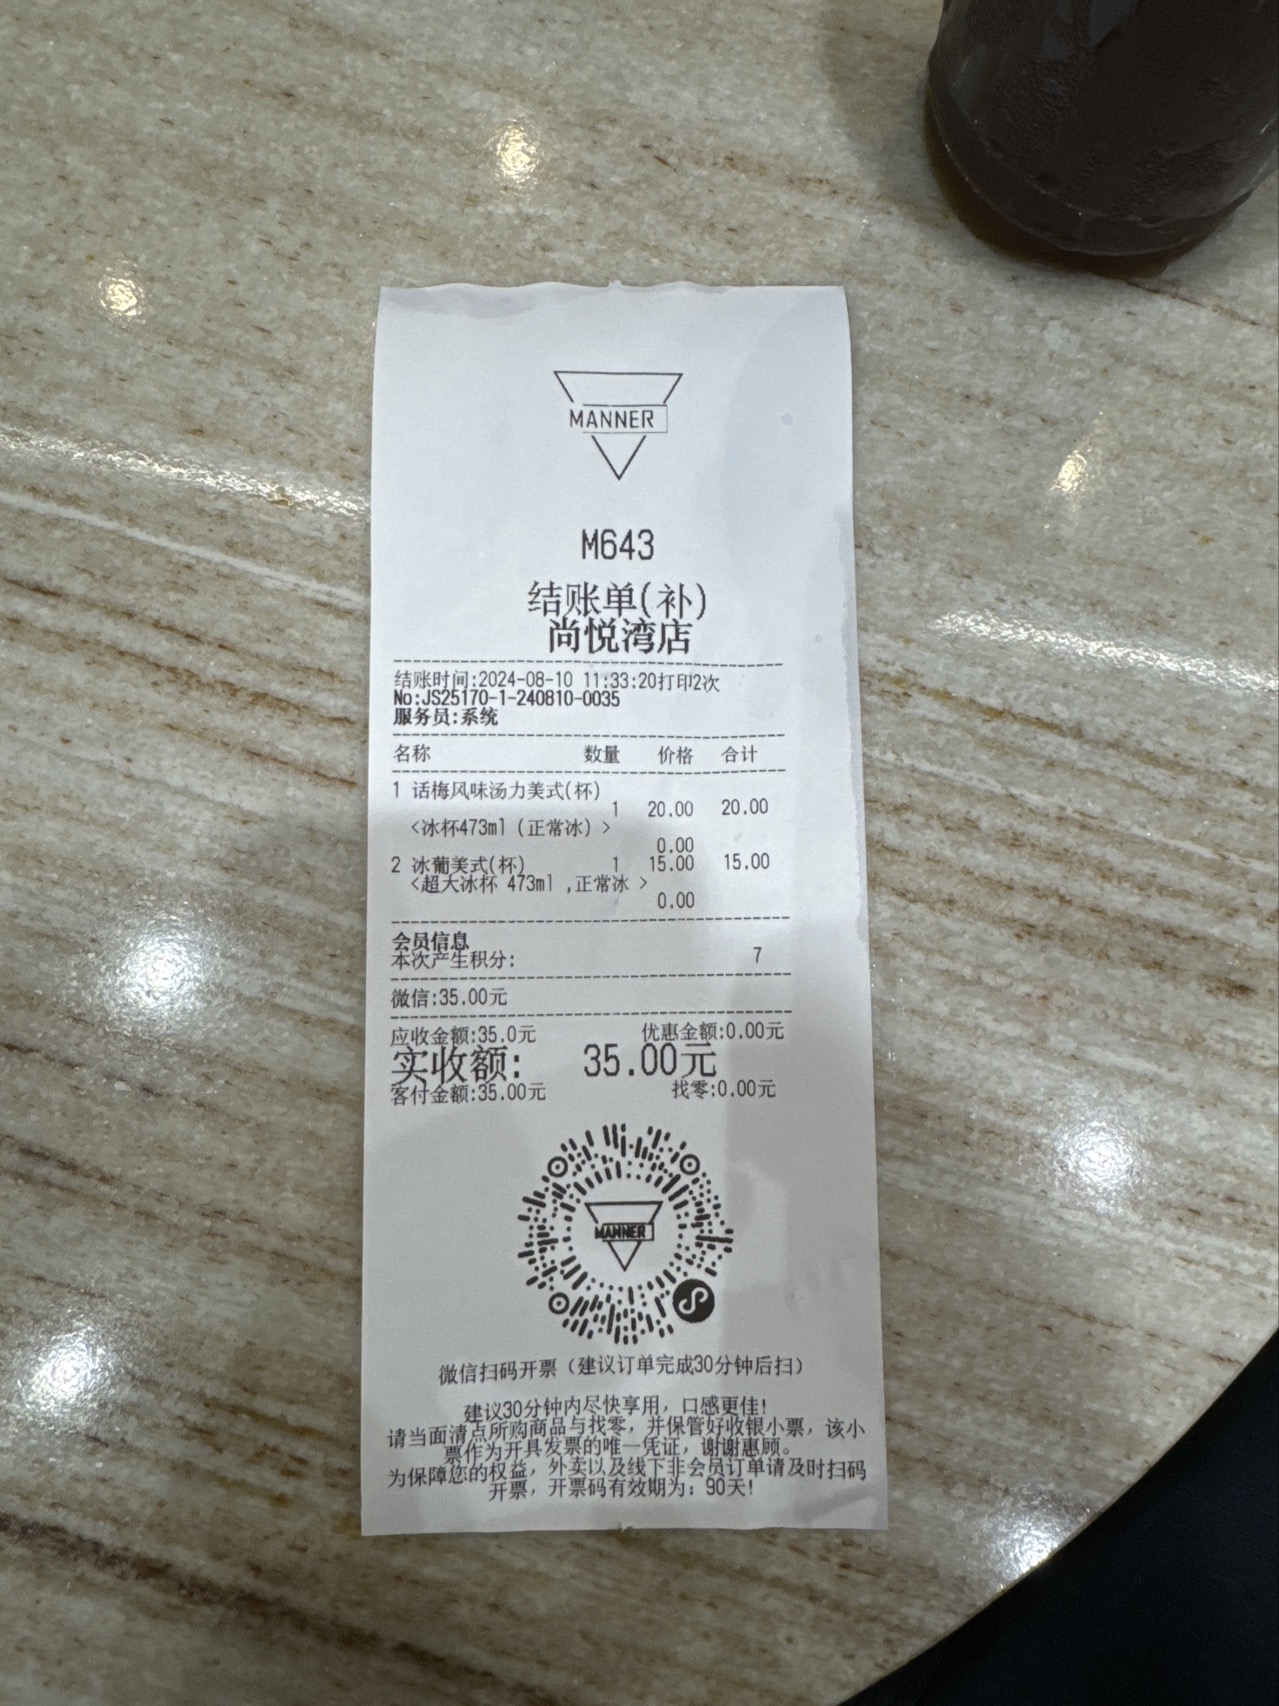 MANNER
M643
结账单(补)
尚悦湾店
结账时间:2024-08-10 11:33:20打印2次
No:JS25170-1-240810-0035
服务员:系统
名称 数量 价格 合计
1 话梅风味汤力美式(杯)
1 20.00 20.00
<冰杯473ml (正常冰) >
0.00
2 冰葡美式(杯) 1 15.00 15.00
<超大冰杯 473ml ,正常冰 >
0.00
会员信息
本次产生积分: 7
微信:35.00元
应收金额:35.0元 优惠金额:0.00元
实收额: 35.00元
客付金额:35.00元 找零:0.00元
MANNER
微信扫码开票（建议订单完成30分钟后扫）
建议30分钟内尽快享用，口感更佳!
请当面清点所购商品与找零，并保管好收银小票，该小
票作为开具发票的唯一凭证，谢谢惠顾。
为保障您的权益，外卖以及线下非会员订单请及时扫码
开票，开票码有效期为：90天!